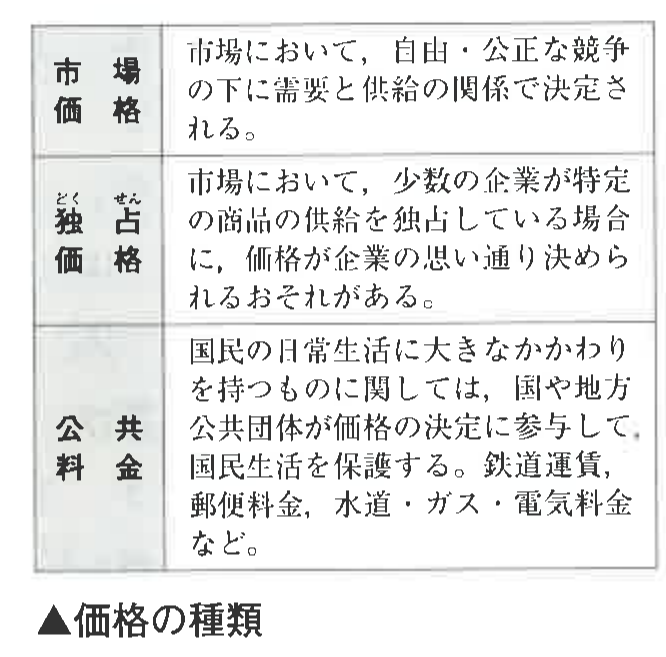 市場
価格
市場において，自由・公正な競争
の下に需要と供給の関係で決定さ
れる。
どく せん
独占
価格
市場において，少数の企業が特定
の商品の供給を独占している場合
に，価格が企業の思い通り決めら
れるおそれがある。
公共
料金
国民の日常生活に大きなかかわり
を持つものに関しては，国や地方
公共団体が価格の決定に参与して，
国民生活を保護する。鉄道運賃，
郵便料金，水道・ガス・電気料金
など。
▲価格の種類